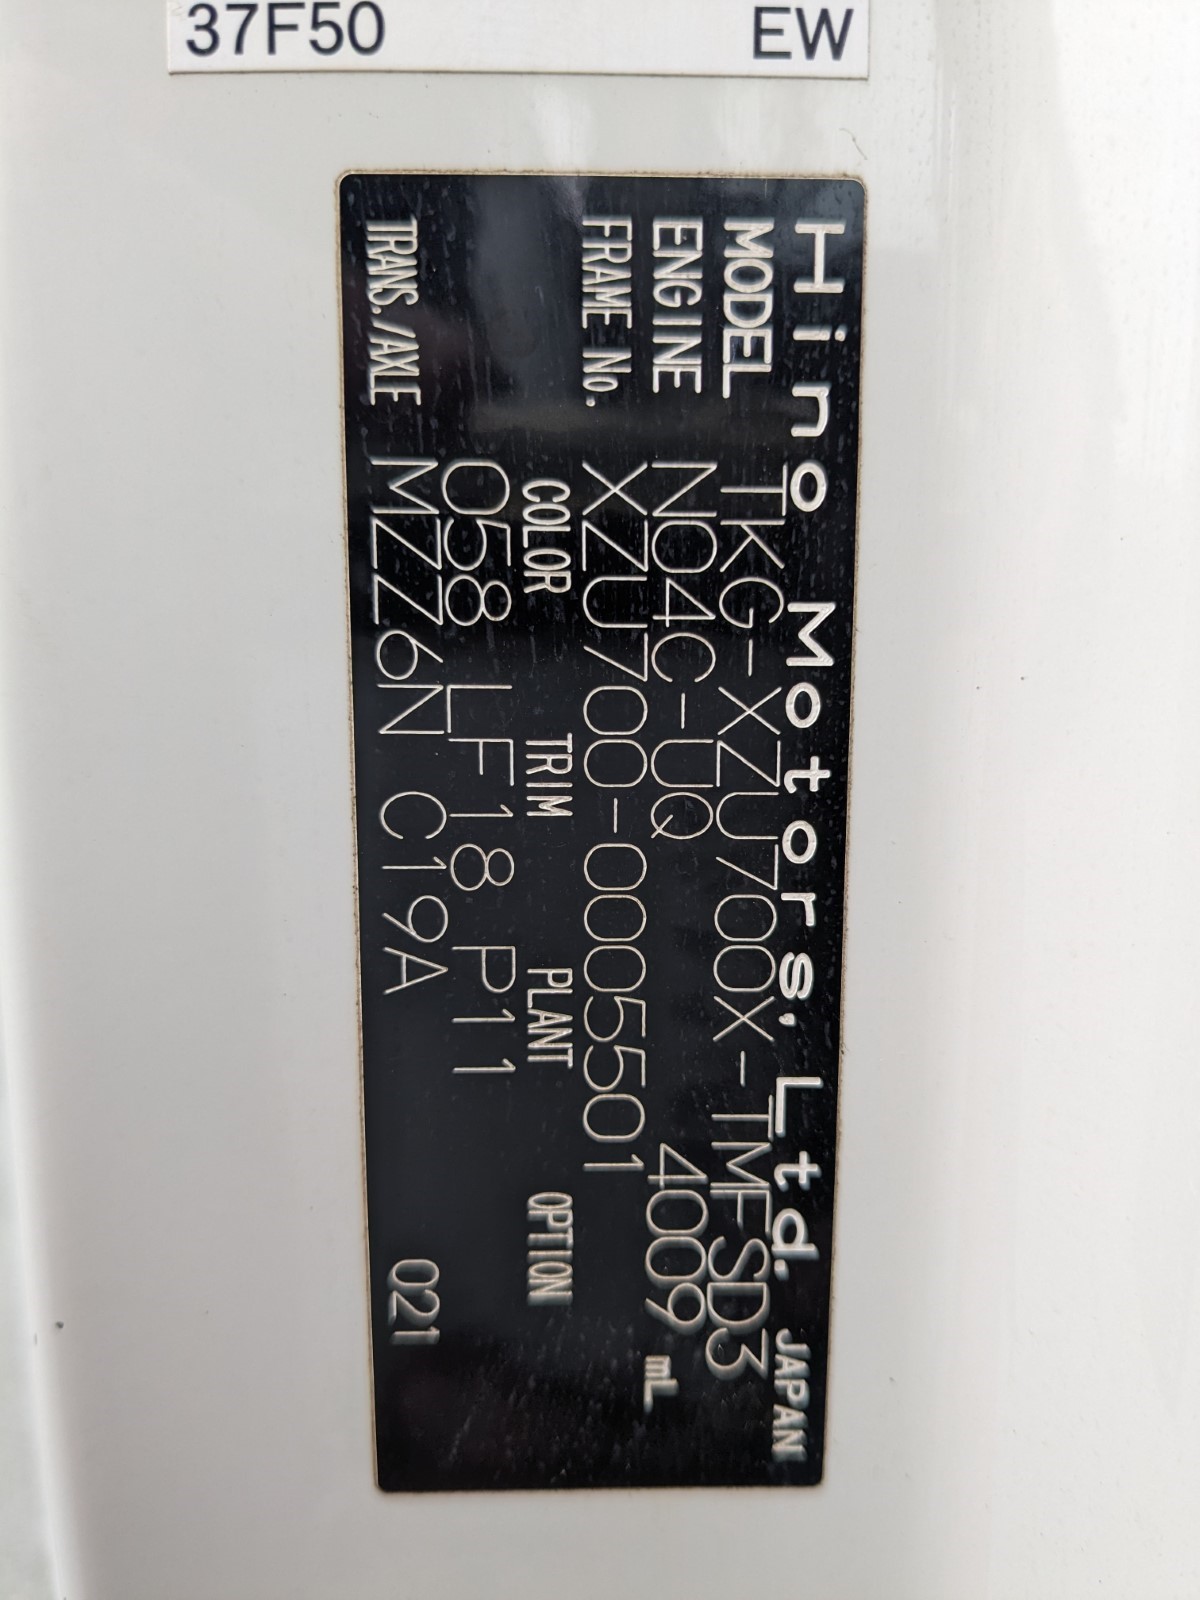 37F50 EW
Hino Motors, Ltd. JAPAN
MODEL TKG-XZU700X-TMFSD3
ENGINE N04C-UQ 4009 mL
FRAME No. XZU700-0005501
COLOR TRIM PLANT OPTION
058 LF18 P11
TRANS./AXLE MZZ6N C19A 021